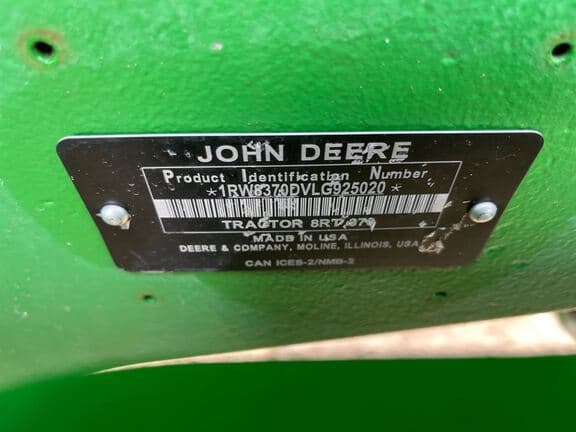 JOHN DEERE
Product Identification Number
*1RW8370DVLG925020*
TRACTOR 8RT 370
MADE IN USA
DEERE & COMPANY, MOLINE, ILLINOIS, USA
CAN ICES-2/NMB-2